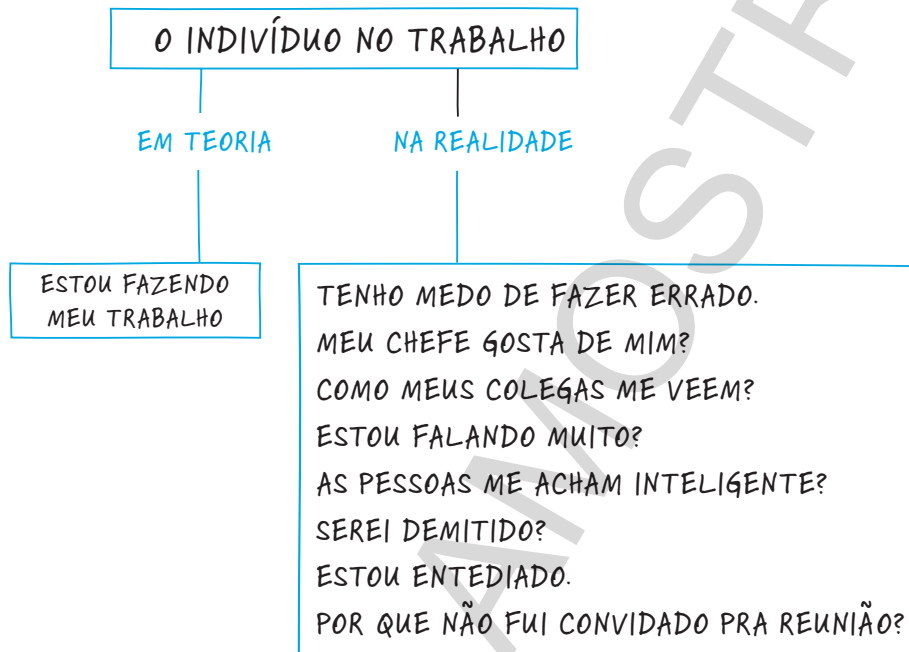 O INDIVÍDUO NO TRABALHO
EM TEORIA
NA REALIDADE
ESTOU FAZENDO
MEU TRABALHO
TENHO MEDO DE FAZER ERRADO.
MEU CHEFE GOSTA DE MIM?
COMO MEUS COLEGAS ME VEEM?
ESTOU FALANDO MUITO?
AS PESSOAS ME ACHAM INTELIGENTE?
SEREI DEMITIDO?
ESTOU ENTEDIADO.
POR QUE NÃO FUI CONVIDADO PRA REUNIÃO?
AMOSTR